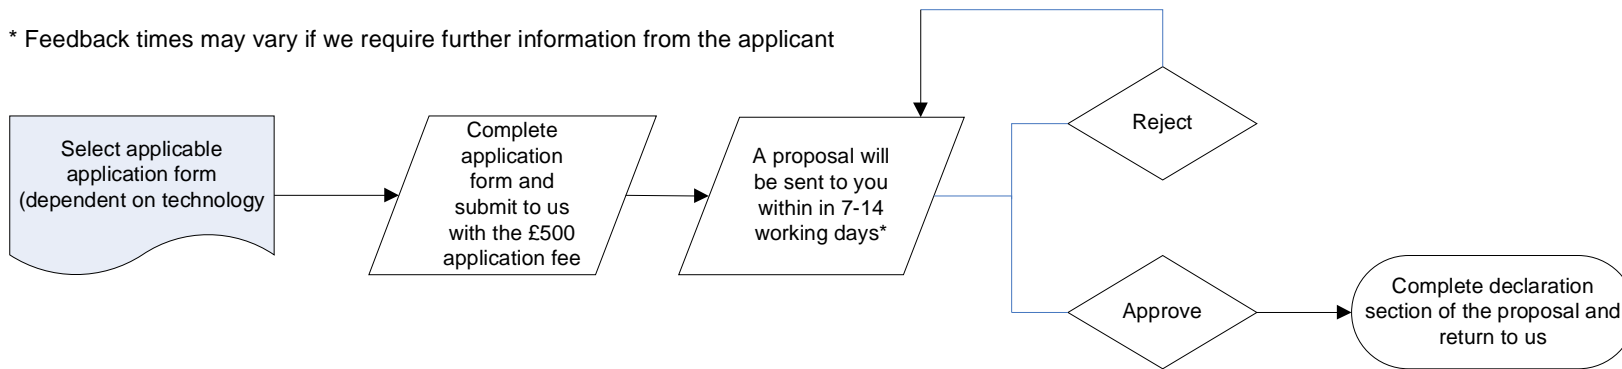 * Feedback times may vary if we require further information from the applicant
Select applicable
application form
(dependent on technology
Complete
application
form and
submit to us
with the £500
application fee
A proposal will
be sent to you
within in 7-14
working days*
Reject
Approve
Complete declaration
section of the proposal and
return to us